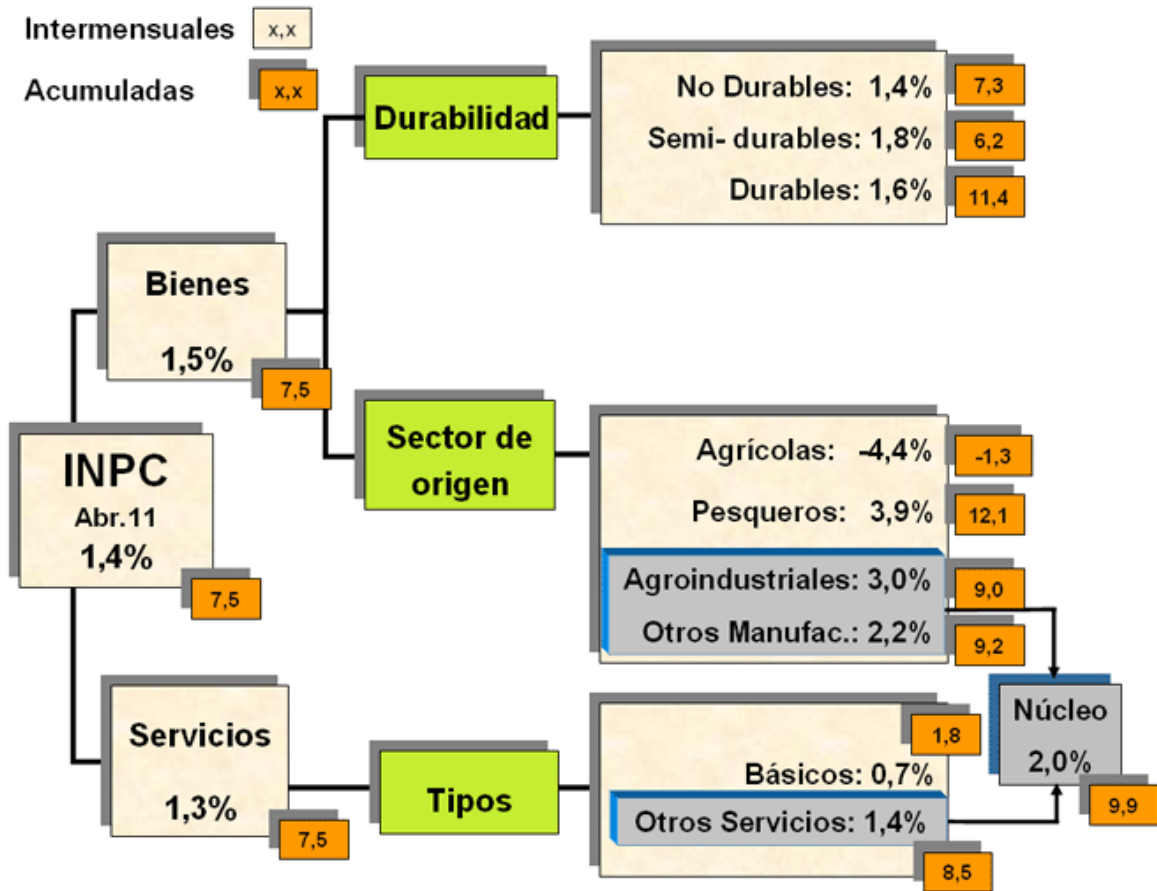 Intermensuales x,x
Acumuladas x,x
Durabilidad
No Durables: 1,4% 7,3
Semi- durables: 1,8% 6,2
Durables: 1,6% 11,4
Bienes
1,5%
7,5
Sector de
origen
Agrícolas: -4,4% -1,3
Pesqueros: 3,9% 12,1
Agroindustriales: 3,0% 9,0
Otros Manufac.: 2,2% 9,2
INPC
Abr.11
1,4%
7,5
Servicios
1,3%
7,5
Tipos
1,8
Básicos: 0,7%
Otros Servicios: 1,4%
8,5
Núcleo
2,0%
9,9